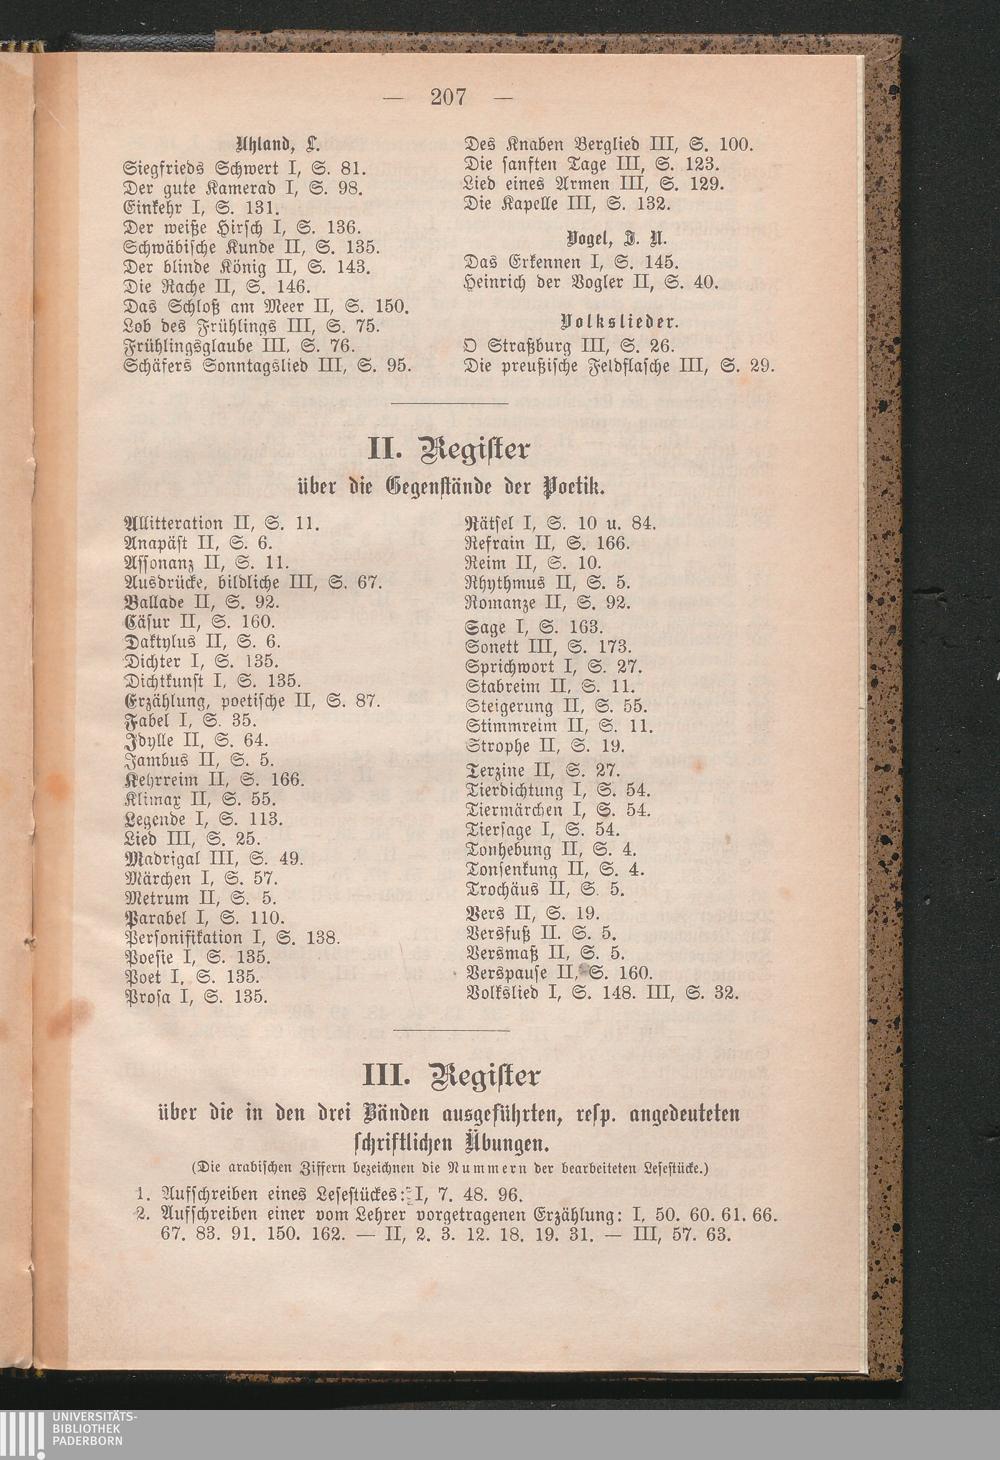 — 207 —
Uhland, L.
Siegfrieds Schwert I, S. 81.
Der gute Kamerad I, S. 98.
Einkehr I, S. 131.
Der weiße Hirsch I, S. 136.
Schwäbische Kunde II, S. 135.
Der blinde König II, S. 143.
Die Rache II, S. 146.
Das Schloß am Meer II, S. 150.
Lob des Frühlings III, S. 75.
Frühlingsglaube III, S. 76.
Schäfers Sonntagslied III, S. 95.
Des Knaben Berglied III, S. 100.
Die sanften Tage III, S. 123.
Lied eines Armen III, S. 129.
Die Kapelle III, S. 132.
Vogel, J. N.
Das Erkennen I, S. 145.
Heinrich der Vogler II, S. 40.
Volkslieder.
O Straßburg III, S. 26.
Die preußische Feldflasche III, S. 29.
II. Register
über die Gegenstände der Poetik.
Allitteration II, S. 11.
Anapäst II, S. 6.
Assonanz II, S. 11.
Ausdrücke, bildliche III, S. 67.
Ballade II, S. 92.
Cäsur II, S. 160.
Daktylus II, S. 6.
Dichter I, S. 135.
Dichtkunst I, S. 135.
Erzählung, poetische II, S. 87.
Fabel I, S. 35.
Idylle II, S. 64.
Jambus II, S. 5.
Kehrreim II, S. 166.
Klimax II, S. 55.
Legende I, S. 113.
Lied III, S. 25.
Madrigal III, S. 49.
Märchen I, S. 57.
Metrum II, S. 5.
Parabel I, S. 110.
Personifikation I, S. 138.
Poesie I, S. 135.
Poet I, S. 135.
Prosa I, S. 135.
Rätsel I, S. 10 u. 84.
Refrain II, S. 166.
Reim II, S. 10.
Rhythmus II, S. 5.
Romanze II, S. 92.
Sage I, S. 163.
Sonett III, S. 173.
Sprichwort I, S. 27.
Stabreim II, S. 11.
Steigerung II, S. 55.
Stimmreim II, S. 11.
Strophe II, S. 19.
Terzine II, S. 27.
Tierdichtung I, S. 54.
Tiermärchen I, S. 54.
Tiersage I, S. 54.
Tonhebung II, S. 4.
Tonsenkung II, S. 4.
Trochäus II, S. 5.
Vers II, S. 19.
Versfuß II. S. 5.
Versmaß II, S. 5.
Verspause II, S. 160.
Volkslied I, S. 148. III, S. 32.
III. Register
über die in den drei Bänden ausgeführten, resp. angedeuteten
schriftlichen Übungen.
(Die arabischen Ziffern bezeichnen die Nummern der bearbeiteten Lesestücke.)
1. Aufschreiben eines Lesestückes: I, 7. 48. 96.
2. Aufschreiben einer vom Lehrer vorgetragenen Erzählung: I, 50. 60. 61. 66.
67. 83. 91. 150. 162. — II, 2. 3. 12. 18. 19. 31. — III, 57. 63.
UNIVERSITÄTS-
BIBLIOTHEK
PADERBORN